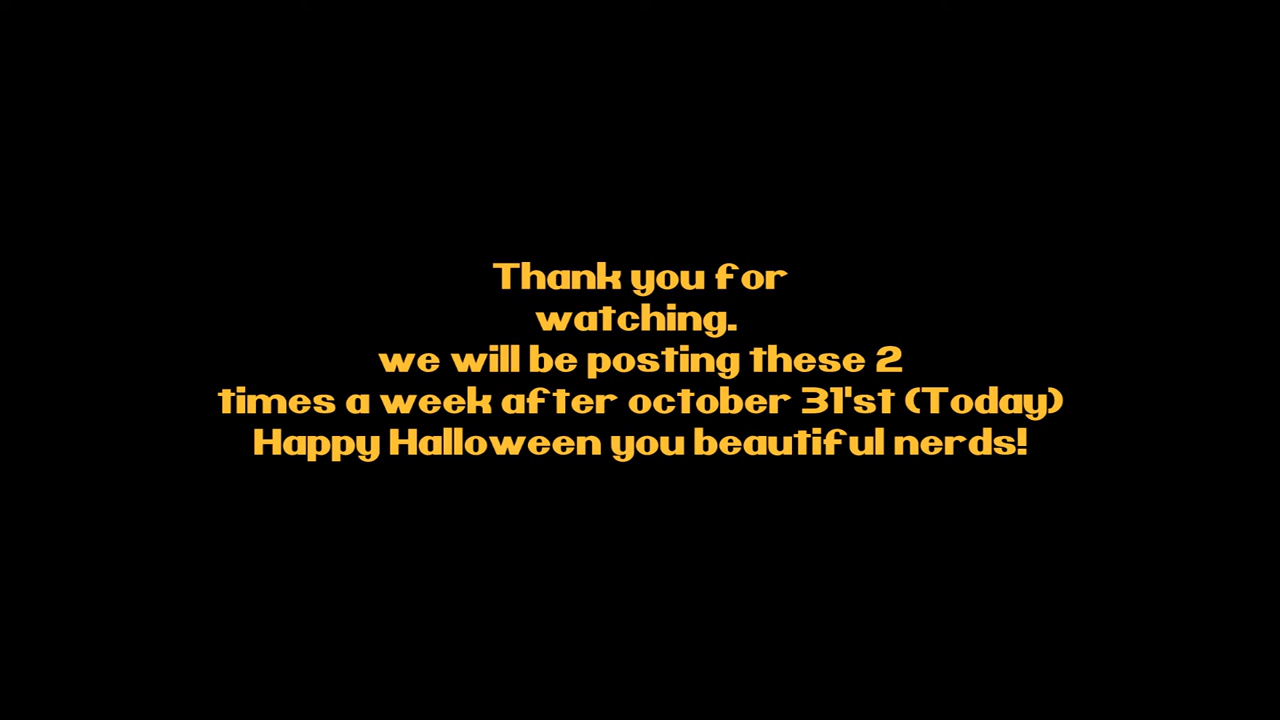 Thank you for
watching.
we will be posting these 2
times a week after october 31'st (Today)
Happy Halloween you beautiful nerds!